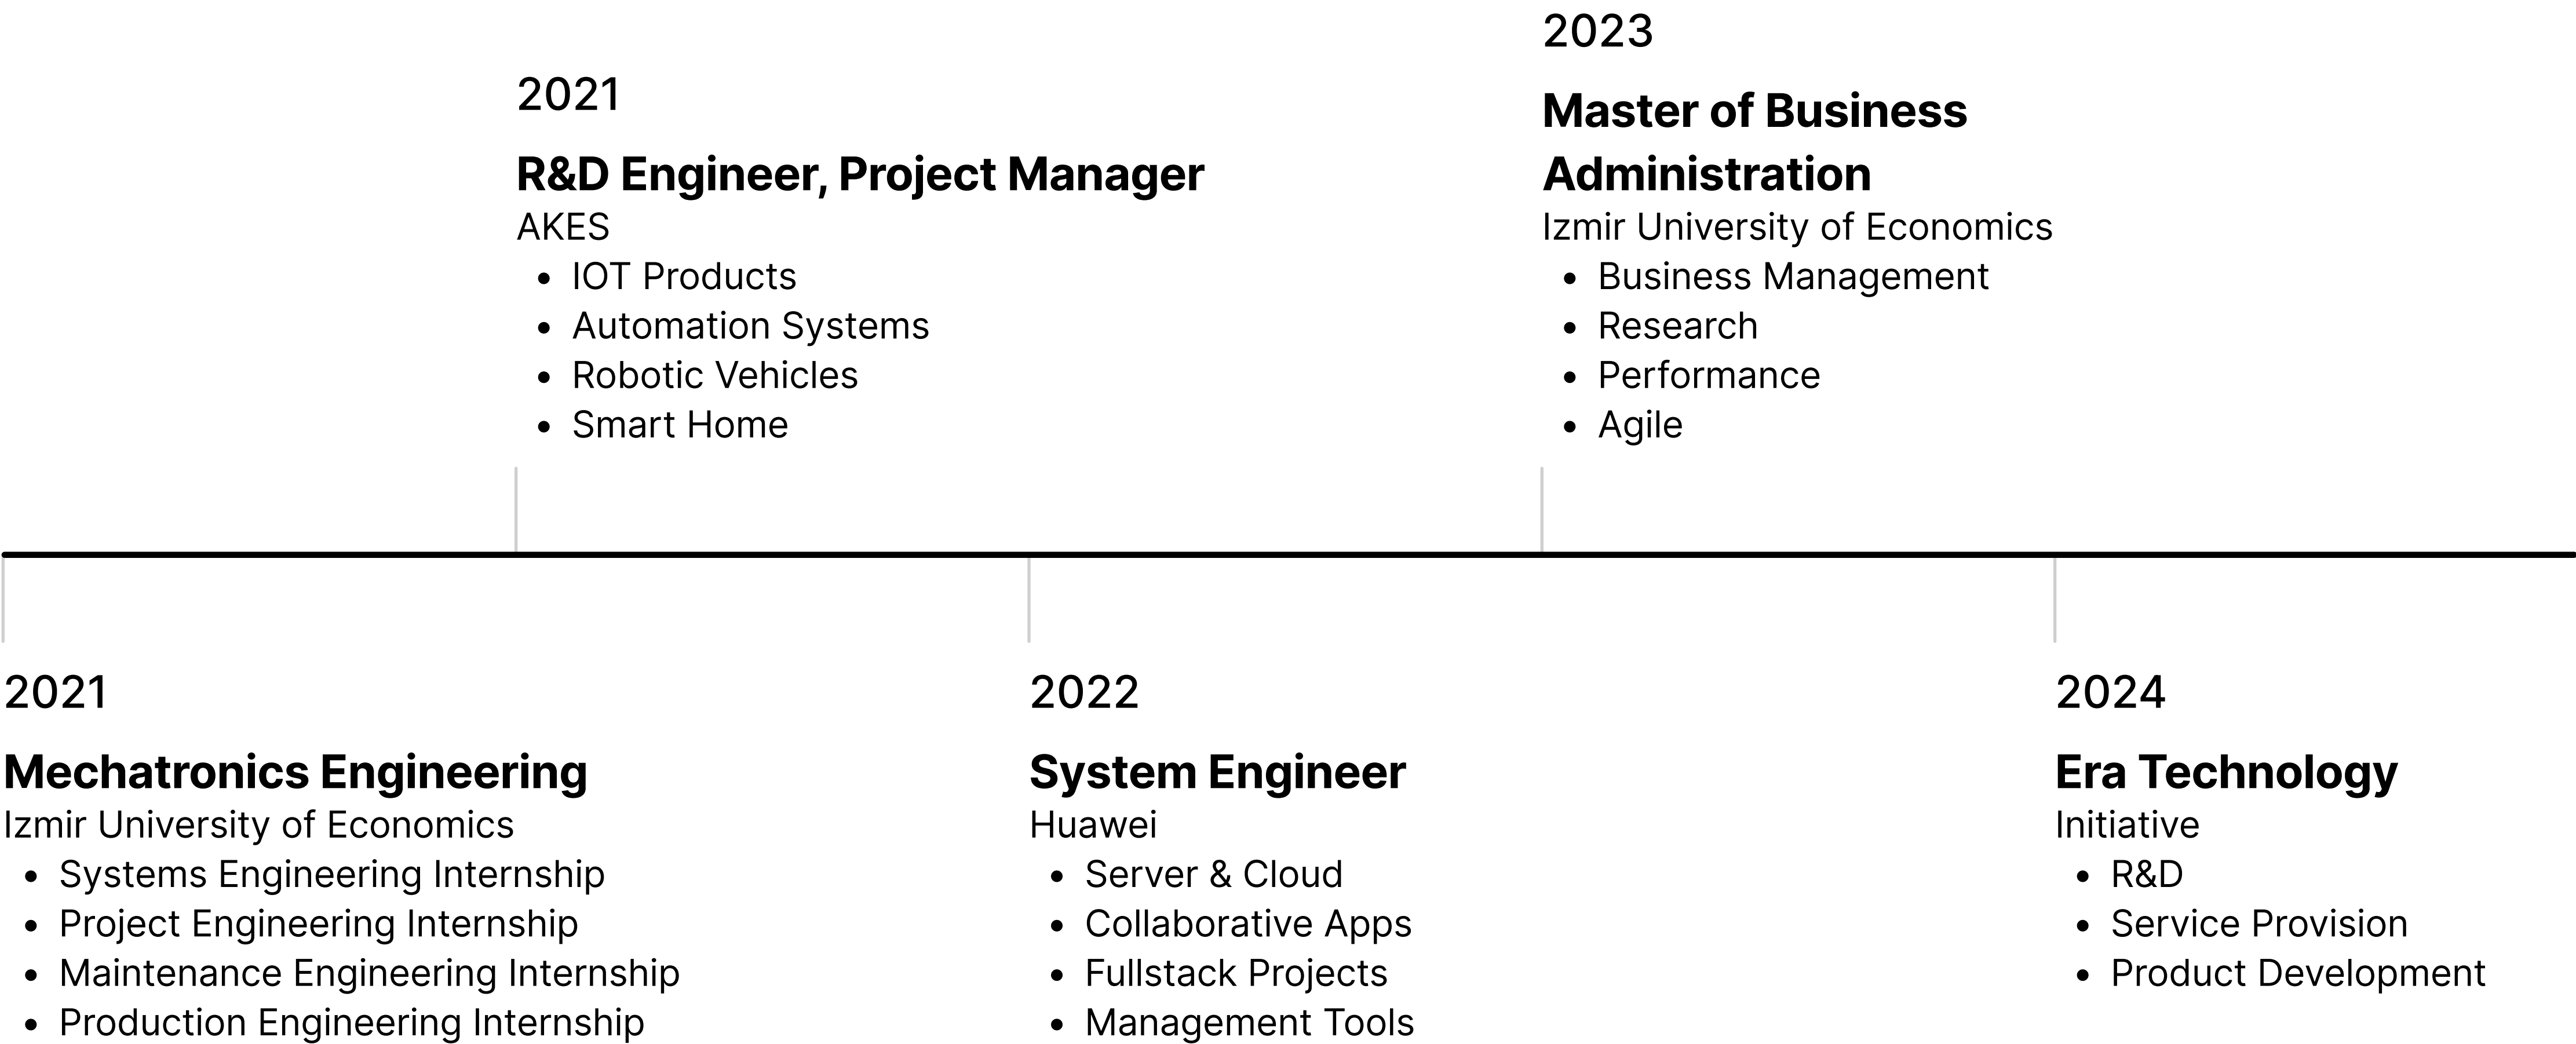 2021
Mechatronics Engineering
Izmir University of Economics
• Systems Engineering Internship
• Project Engineering Internship
• Maintenance Engineering Internship
• Production Engineering Internship
2021
R&D Engineer, Project Manager
AKES
• IOT Products
• Automation Systems
• Robotic Vehicles
• Smart Home
2022
System Engineer
Huawei
• Server & Cloud
• Collaborative Apps
• Fullstack Projects
• Management Tools
2023
Master of Business
Administration
Izmir University of Economics
• Business Management
• Research
• Performance
• Agile
2024
Era Technology
Initiative
• R&D
• Service Provision
• Product Development